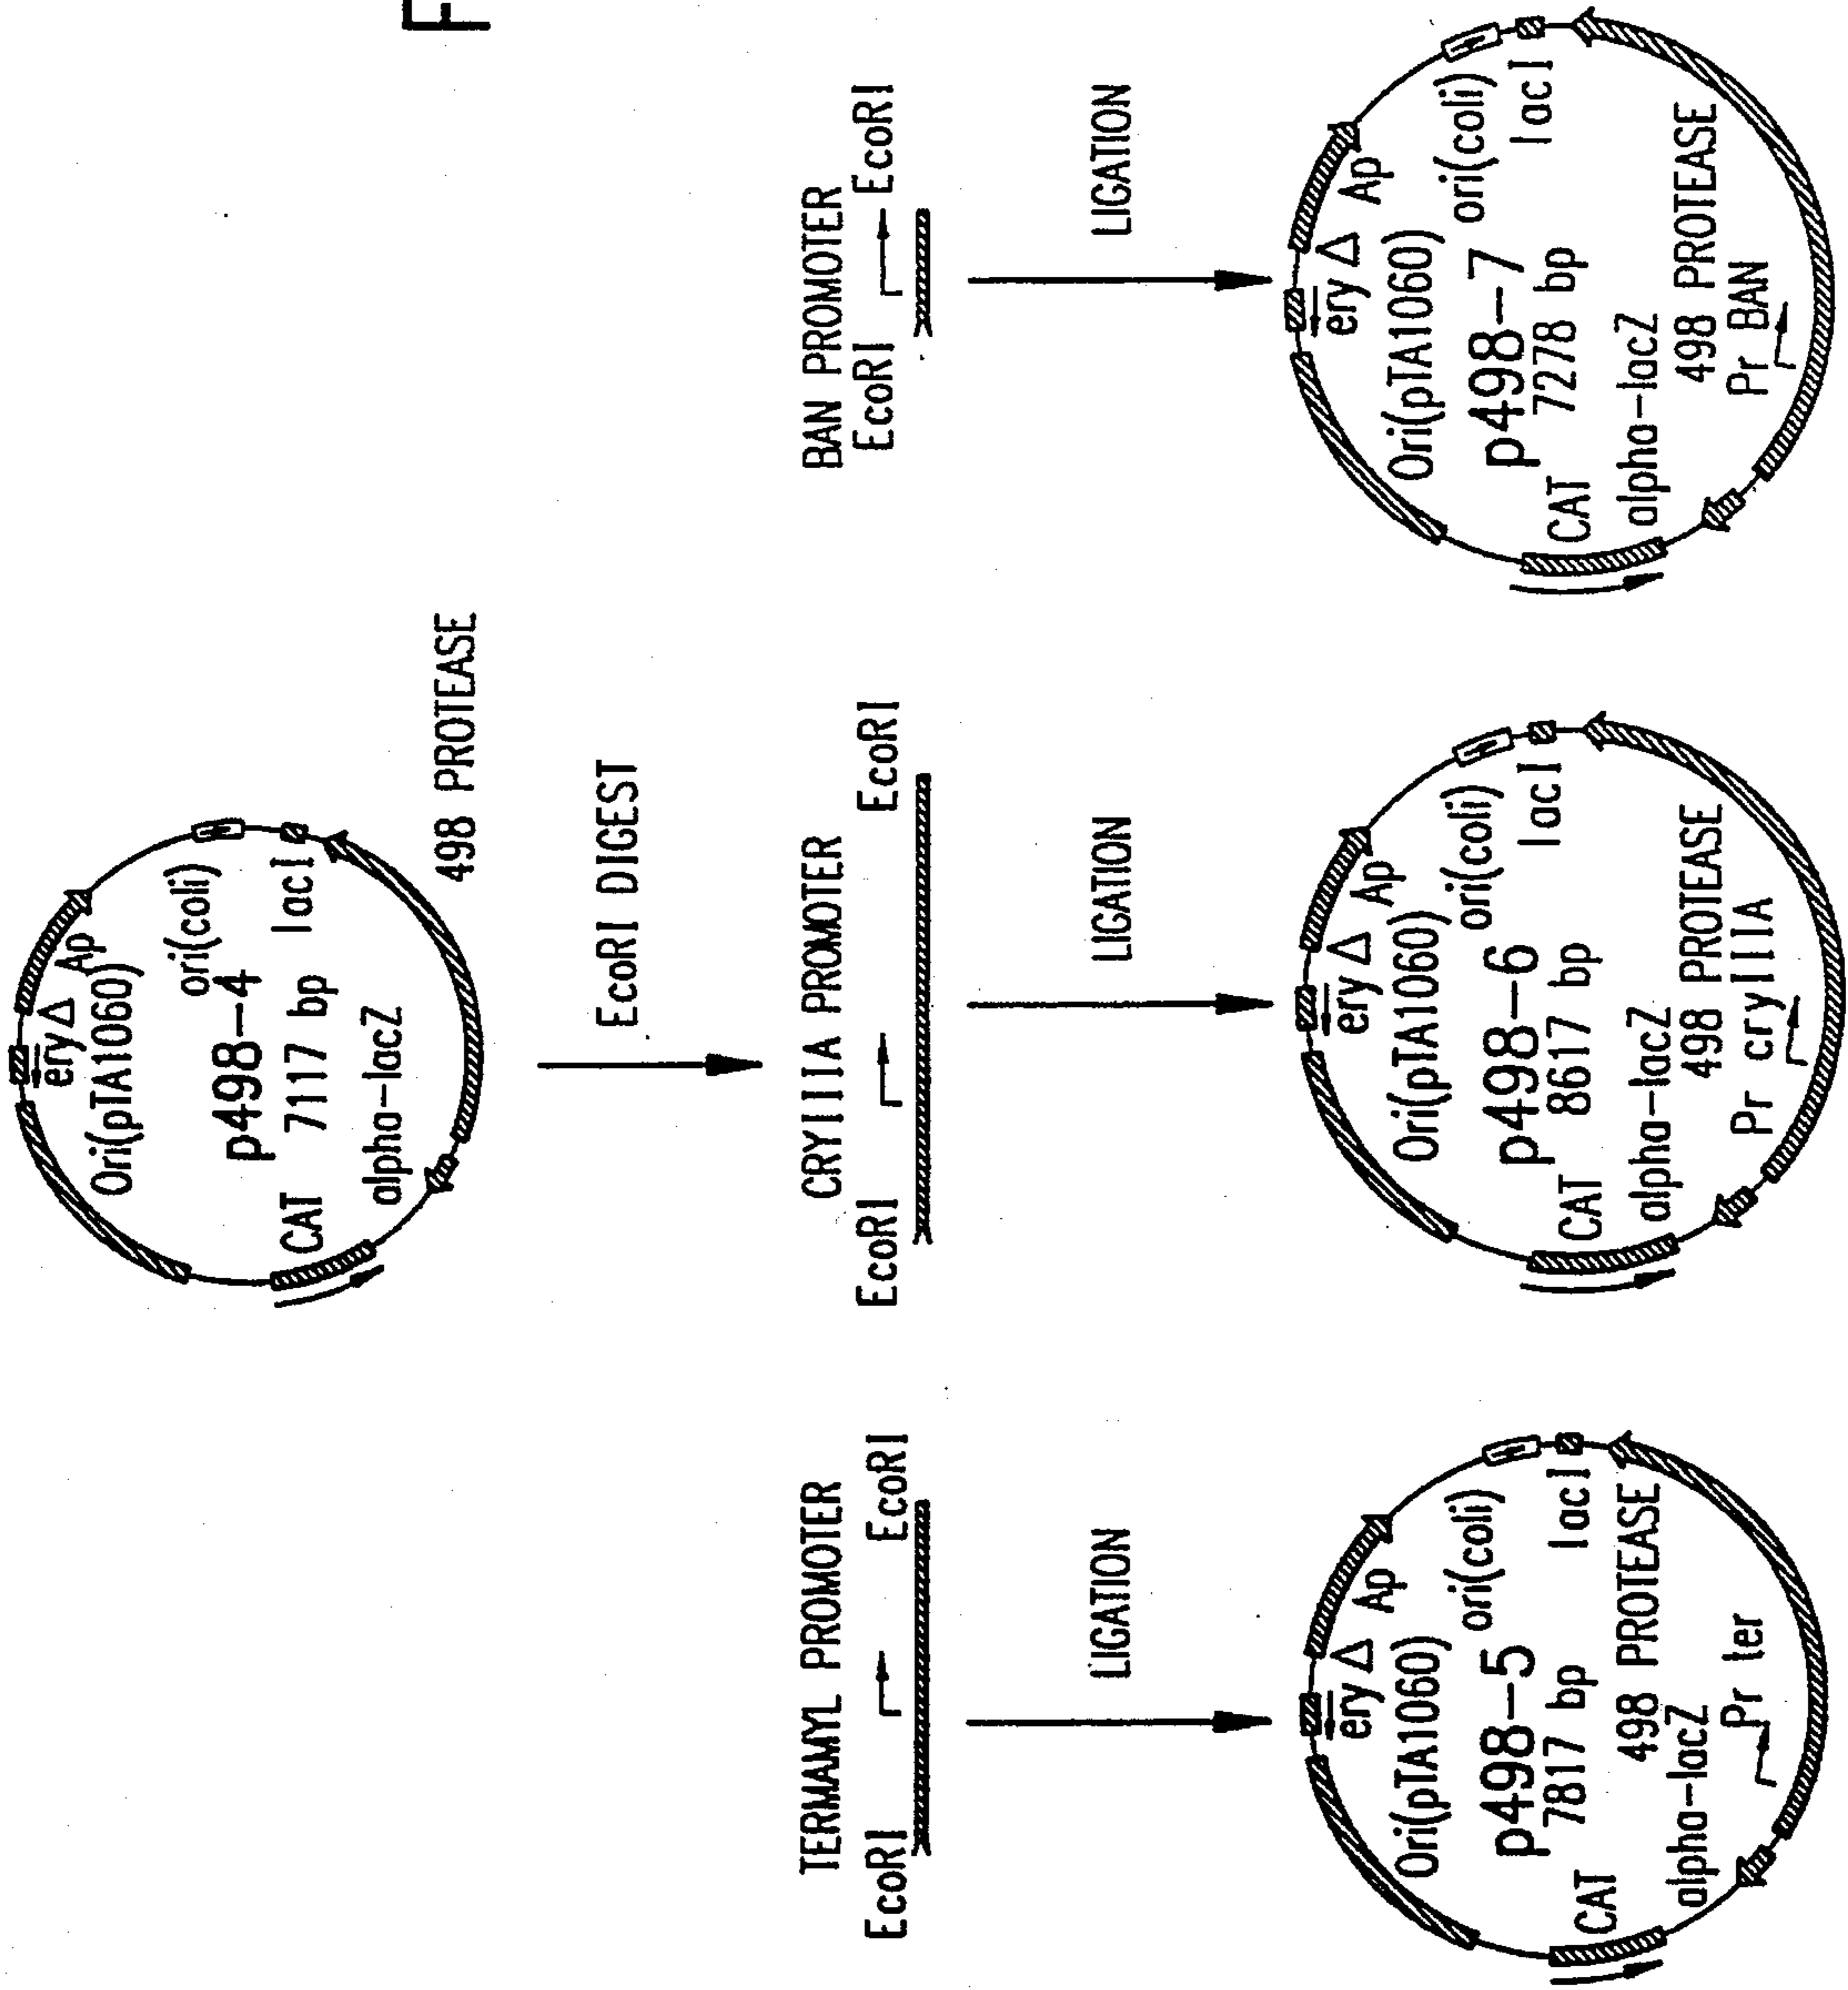 F
ery Δ
Ap
Ori(pTA1060)
ori(coli)
p498-4
7117 bp
lacI
CAT
alpha-lacZ
498 PROTEASE
EcoRI DIGEST
TERMAMYL PROMOTER
EcoRI
EcoRI
LIGATION
CRYIIIA PROMOTER
EcoRI
EcoRI
LIGATION
BAN PROMOTER
EcoRI
EcoRI
LIGATION
ery Δ
Ap
Ori(pTA1060)
ori(coli)
p498-5
7817 bp
lacI
CAT
498 PROTEASE
alpha-lacZ
Pr ter
ery Δ
Ap
Ori(pTA1060)
ori(coli)
p498-6
8617 bp
lacI
CAT
alpha-lacZ
498 PROTEASE
Pr cryIIIA
ery Δ
Ap
Ori(pTA1060)
ori(coli)
p498-7
7278 bp
lacI
CAT
alpha-lacZ
498 PROTEASE
Pr BAN